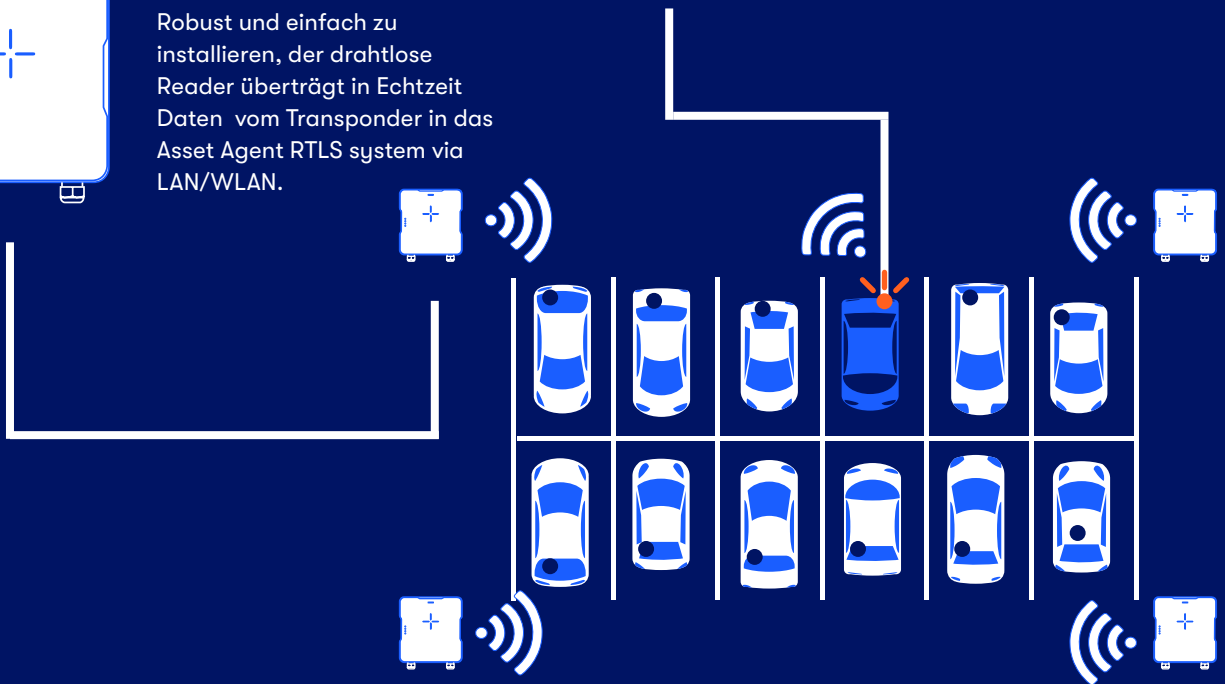 Robust und einfach zu
installieren, der drahtlose
Reader überträgt in Echtzeit
Daten  vom Transponder in das
Asset Agent RTLS system via
LAN/WLAN.